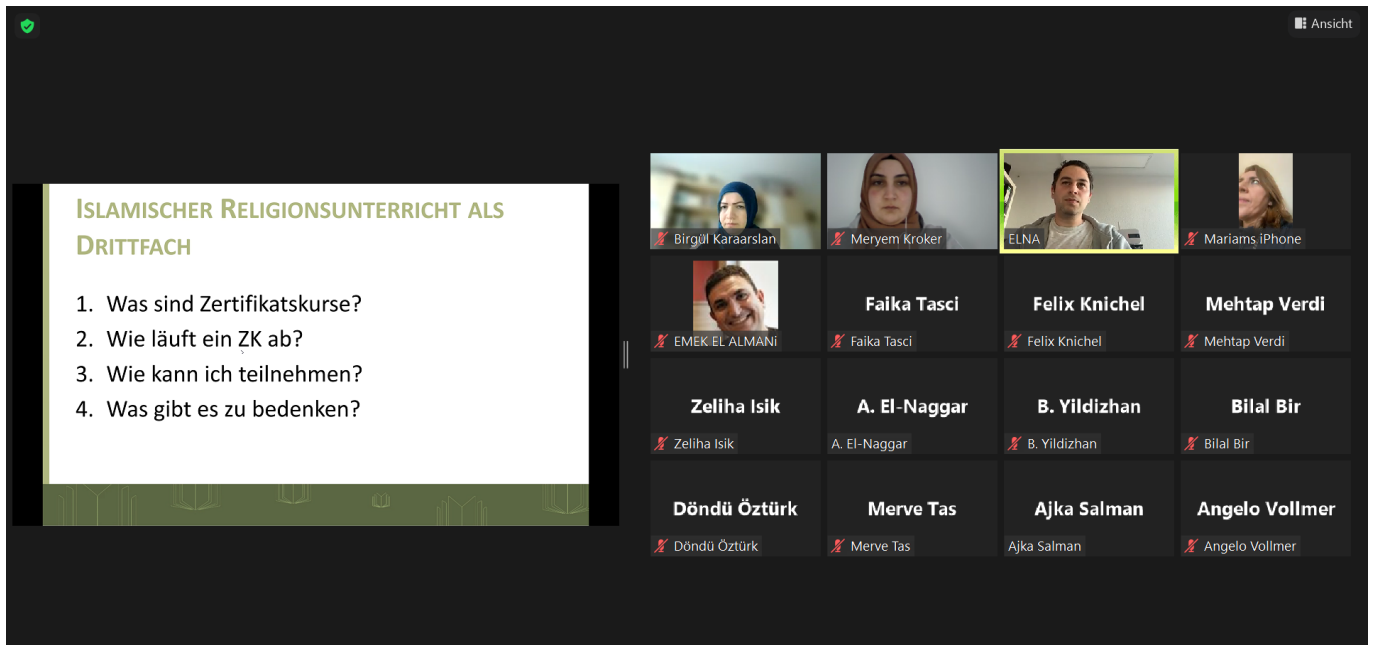 Ansicht
ISLAMISCHER RELIGIONSUNTERRICHT ALS
DRITTFACH
1. Was sind Zertifikatskurse?
2. Wie läuft ein ZK ab?
3. Wie kann ich teilnehmen?
4. Was gibt es zu bedenken?
Birgül Karaarslan
Meryem Kroker
ELNA
Mariams iPhone
EMEK EL ALMANi
Faika Tasci
Faika Tasci
Felix Knichel
Felix Knichel
Mehtap Verdi
Mehtap Verdi
Zeliha Isik
Zeliha Isik
A. El-Naggar
A. El-Naggar
B. Yildizhan
B. Yildizhan
Bilal Bir
Bilal Bir
Döndü Öztürk
Döndü Öztürk
Merve Tas
Merve Tas
Ajka Salman
Ajka Salman
Angelo Vollmer
Angelo Vollmer